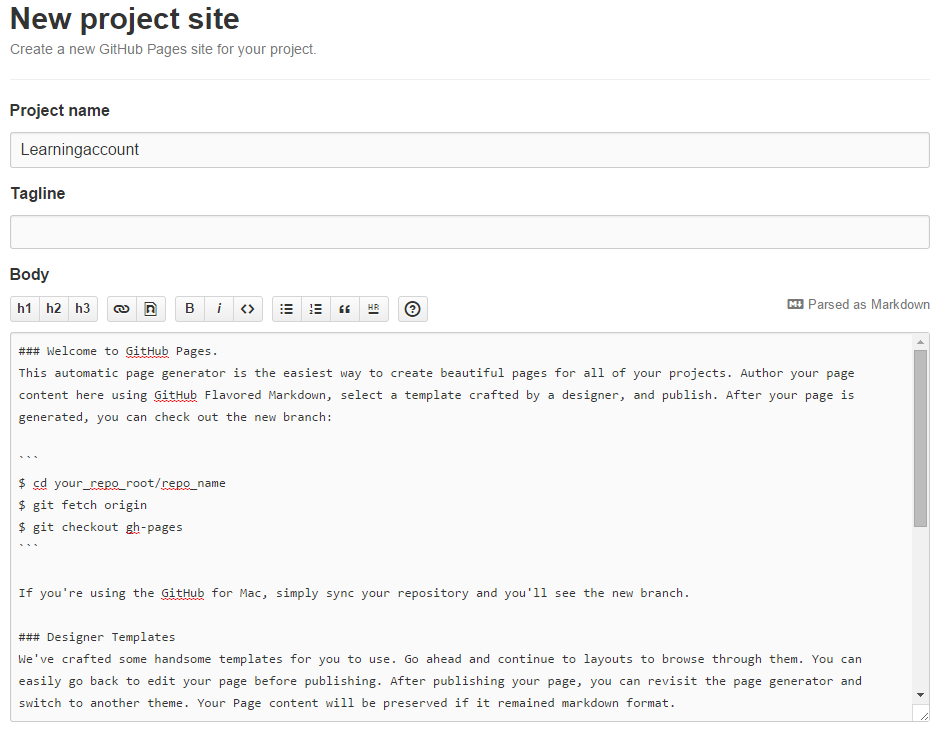 New project site
Create a new GitHub Pages site for your project.
Project name
Learningaccount
Tagline
Body
h1 h2 h3 B i <> HR ? Parsed as Markdown
### Welcome to GitHub Pages.
This automatic page generator is the easiest way to create beautiful pages for all of your projects. Author your page
content here using GitHub Flavored Markdown, select a template crafted by a designer, and publish. After your page is
generated, you can check out the new branch:
```
$ cd your_repo_root/repo_name
$ git fetch origin
$ git checkout gh-pages
```
If you're using the GitHub for Mac, simply sync your repository and you'll see the new branch.
### Designer Templates
We've crafted some handsome templates for you to use. Go ahead and continue to layouts to browse through them. You can
easily go back to edit your page before publishing. After publishing your page, you can revisit the page generator and
switch to another theme. Your Page content will be preserved if it remained markdown format.